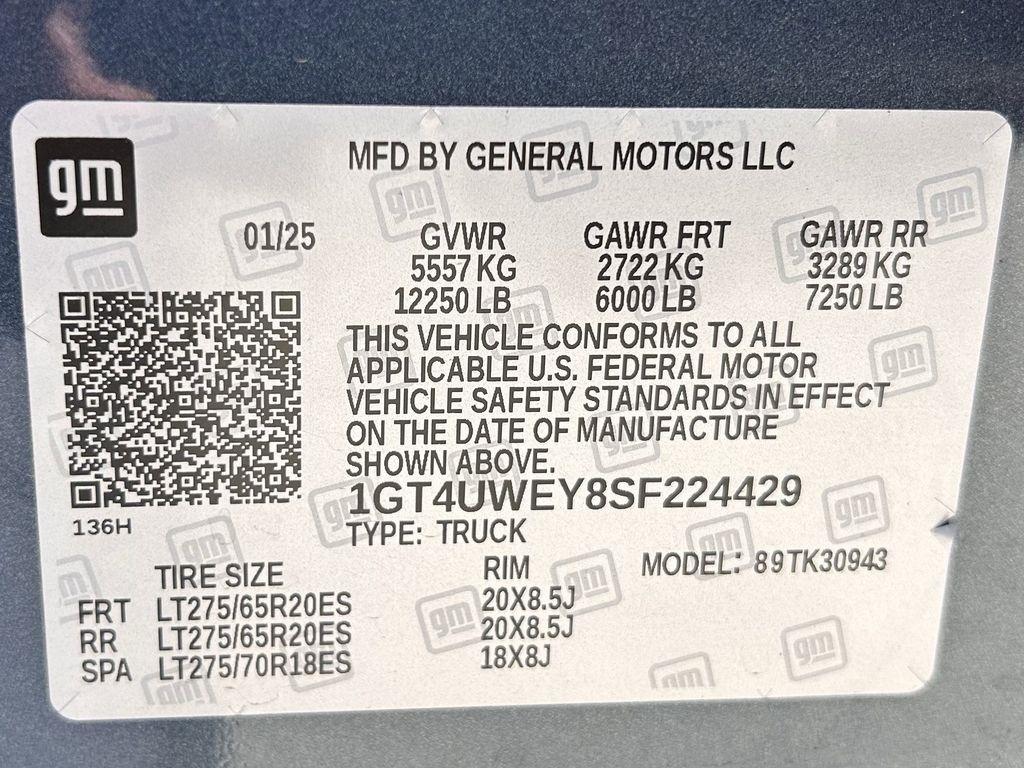 gm
MFD BY GENERAL MOTORS LLC
01/25
GVWR
5557 KG
12250 LB
GAWR FRT
2722 KG
6000 LB
GAWR RR
3289 KG
7250 LB
THIS VEHICLE CONFORMS TO ALL
APPLICABLE U.S. FEDERAL MOTOR
VEHICLE SAFETY STANDARDS IN EFFECT
ON THE DATE OF MANUFACTURE
SHOWN ABOVE.
1GT4UWEY8SF224429
TYPE: TRUCK
136H
MODEL: 89TK30943
TIRE SIZE RIM
FRT LT275/65R20ES 20X8.5J
RR LT275/65R20ES 20X8.5J
SPA LT275/70R18ES 18X8J